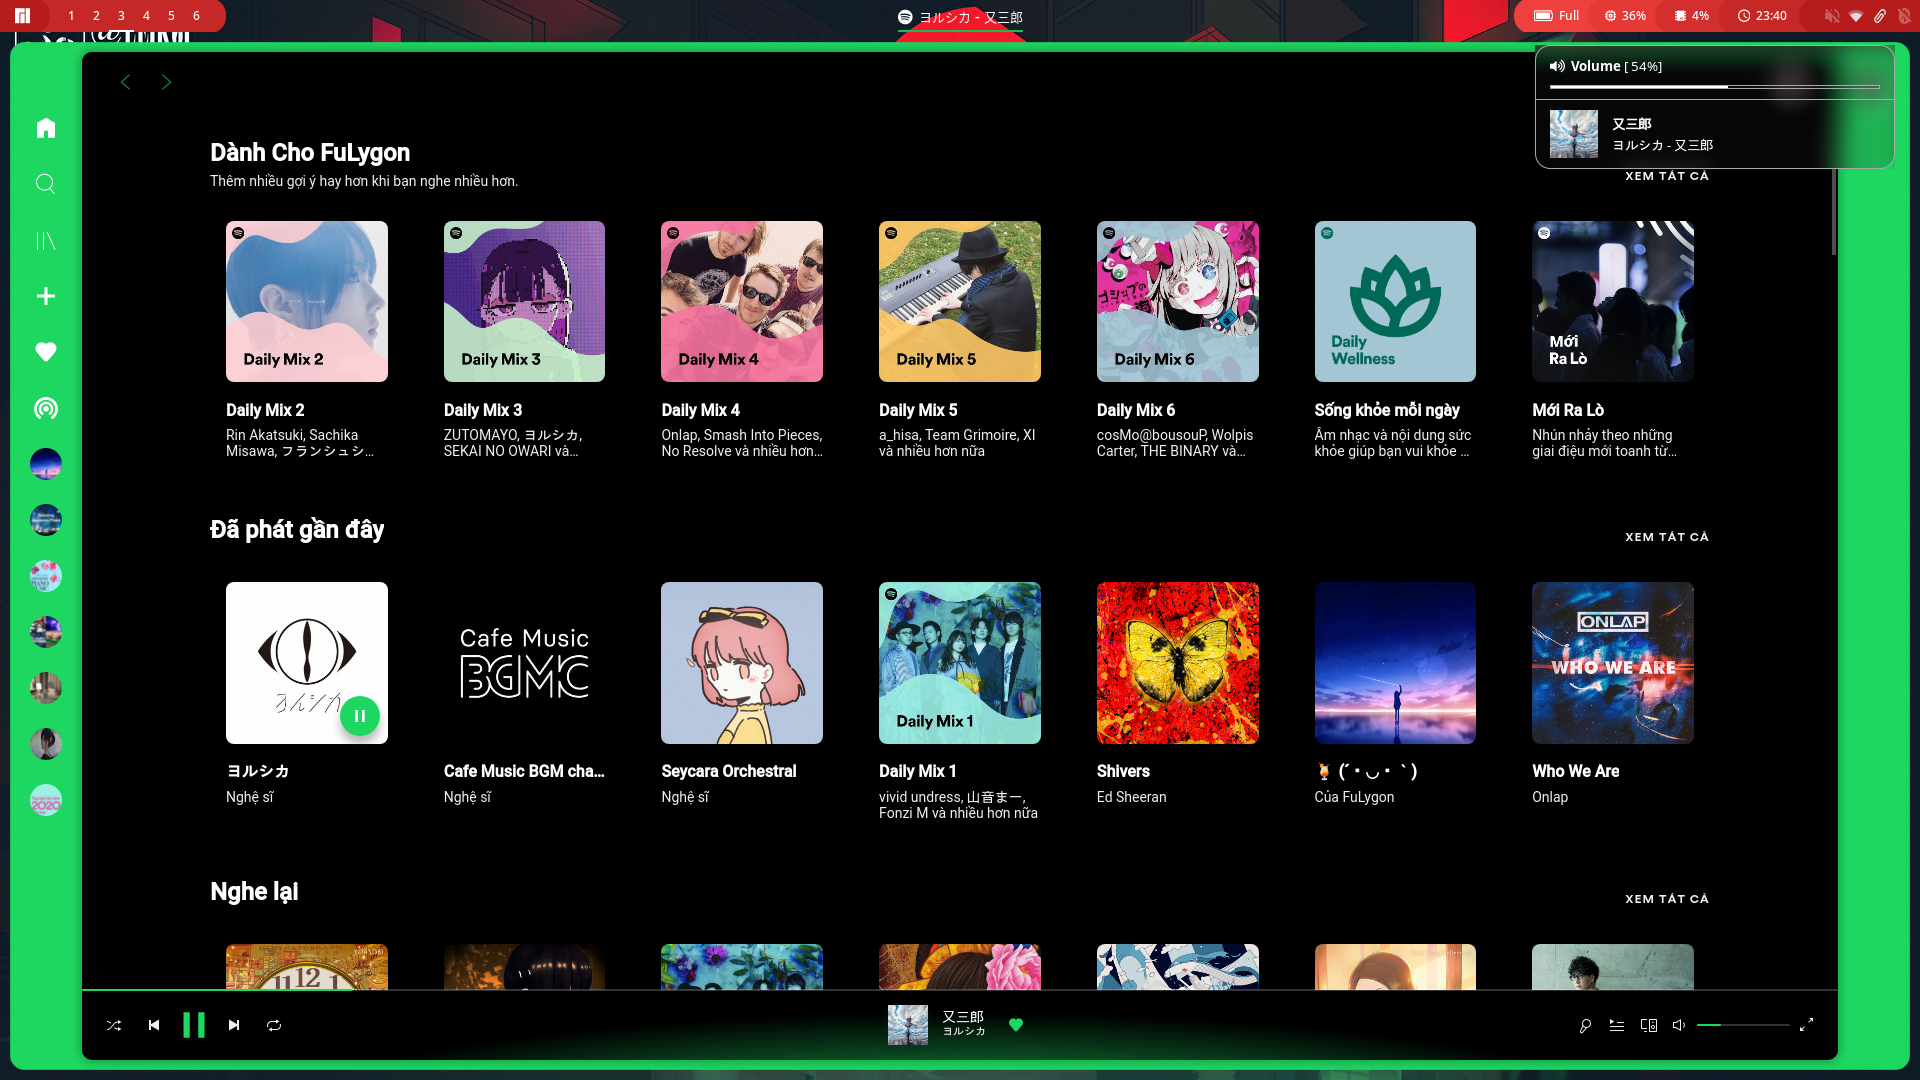 1 2 3 4 5 6
ヨルシカ - 又三郎
Full 36% 4% 23:40
Volume [ 54%]
又三郎
ヨルシカ - 又三郎
Dành Cho FuLygon
Thêm nhiều gợi ý hay hơn khi bạn nghe nhiều hơn.
XEM TẤT CẢ
Daily Mix 2
Daily Mix 3
Daily Mix 4
Daily Mix 5
Daily Mix 6
Daily
Wellness
Mới
Ra Lò
Daily Mix 2
Rin Akatsuki, Sachika
Misawa, フランシュシ...
Daily Mix 3
ZUTOMAYO, ヨルシカ,
SEKAI NO OWARI và...
Daily Mix 4
Onlap, Smash Into Pieces,
No Resolve và nhiều hơn...
Daily Mix 5
a_hisa, Team Grimoire, XI
và nhiều hơn nữa
Daily Mix 6
cosMo@bousouP, Wolpis
Carter, THE BINARY và...
Sống khỏe mỗi ngày
Âm nhạc và nội dung sức
khỏe giúp bạn vui khỏe ...
Mới Ra Lò
Nhún nhảy theo những
giai điệu mới toanh từ...
Đã phát gần đây
XEM TẤT CẢ
ヨルシカ
Cafe Music
BGMC
Daily Mix 1
ONLAP
WHO WE ARE
ヨルシカ
Nghệ sĩ
Cafe Music BGM cha...
Nghệ sĩ
Seycara Orchestral
Nghệ sĩ
Daily Mix 1
vivid undress, 山音まー,
Fonzi M và nhiều hơn nữa
Shivers
Ed Sheeran
🍹 (´・◡・｀)
Của FuLygon
Who We Are
Onlap
2020
Nghe lại
XEM TẤT CẢ
11 12 1
又三郎
ヨルシカ